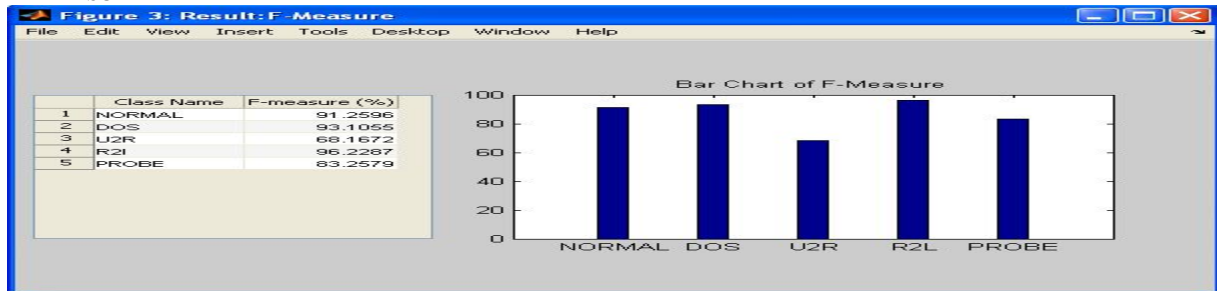 Figure 3: Result:F-Measure
File Edit View Insert Tools Desktop Window Help
Class Name F-measure (%)
1 NORMAL 91.2596
2 DOS 93.1055
3 U2R 68.1672
4 R2l 96.2287
5 PROBE 83.2579
Bar Chart of F-Measure
100
80
60
40
20
0
NORMAL DOS U2R R2L PROBE